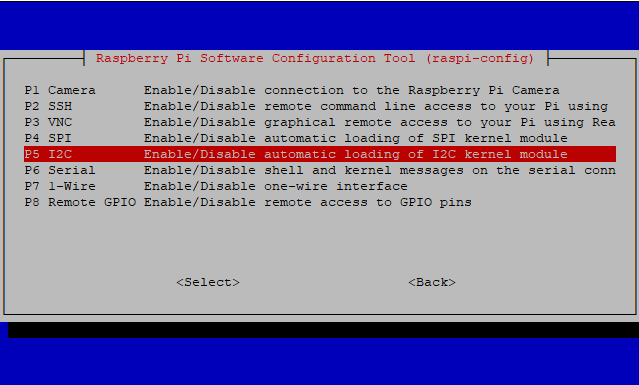 Raspberry Pi Software Configuration Tool (raspi-config)
P1 Camera Enable/Disable connection to the Raspberry Pi Camera
P2 SSH Enable/Disable remote command line access to your Pi using
P3 VNC Enable/Disable graphical remote access to your Pi using Rea
P4 SPI Enable/Disable automatic loading of SPI kernel module
P5 I2C Enable/Disable automatic loading of I2C kernel module
P6 Serial Enable/Disable shell and kernel messages on the serial conn
P7 1-Wire Enable/Disable one-wire interface
P8 Remote GPIO Enable/Disable remote access to GPIO pins
<Select> <Back>